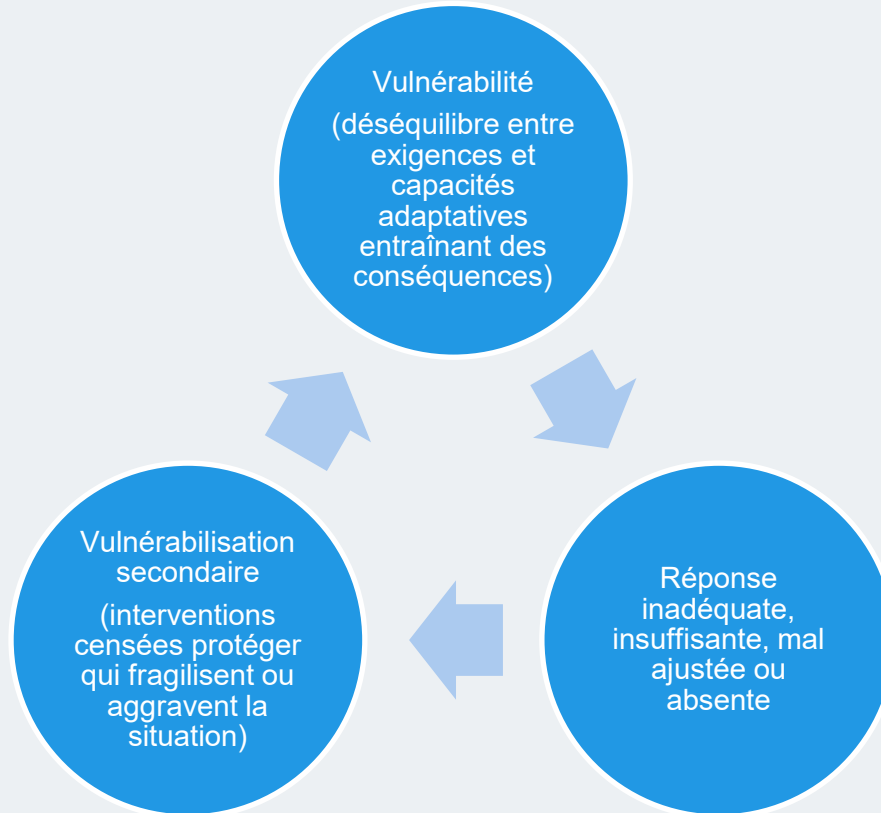 Vulnérabilité
(déséquilibre entre
exigences et
capacités
adaptatives
entraînant des
conséquences)
Réponse
inadéquate,
insuffisante, mal
ajustée ou
absente
Vulnérabilisation
secondaire
(interventions
censées protéger
qui fragilisent ou
aggravent la
situation)